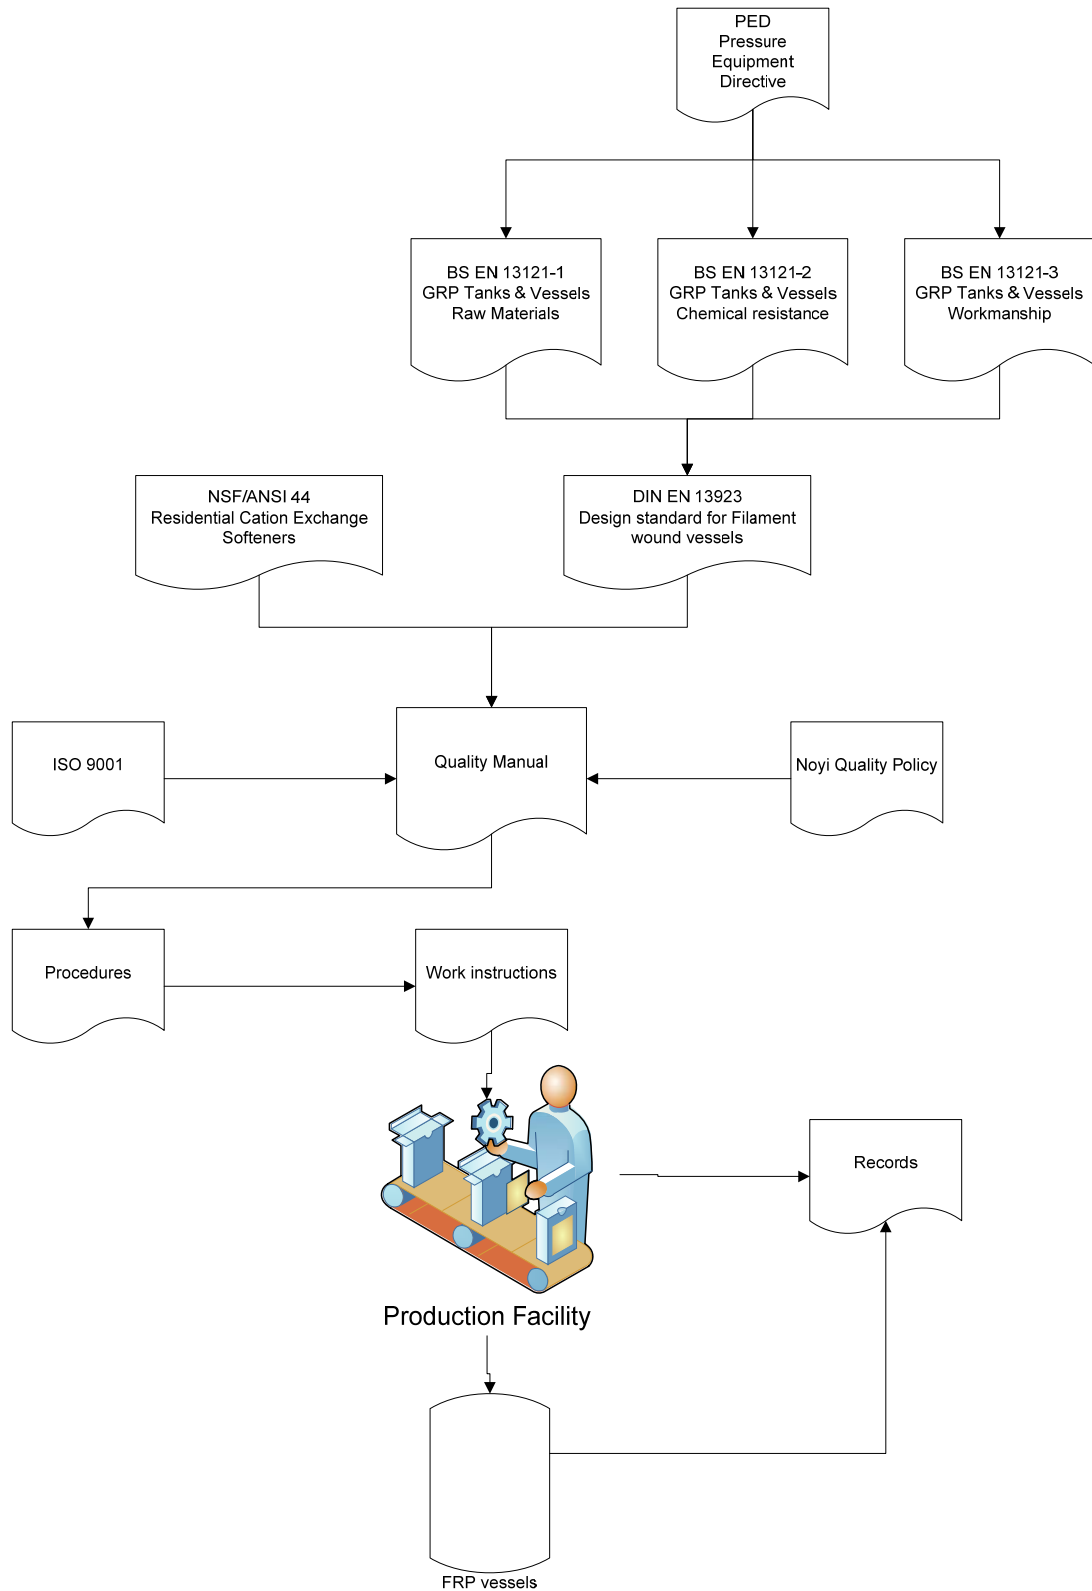 PED
Pressure
Equipment
Directive
BS EN 13121-1
GRP Tanks & Vessels
Raw Materials
BS EN 13121-2
GRP Tanks & Vessels
Chemical resistance
BS EN 13121-3
GRP Tanks & Vessels
Workmanship
NSF/ANSI 44
Residential Cation Exchange
Softeners
DIN EN 13923
Design standard for Filament
wound vessels
ISO 9001
Quality Manual
Noyi Quality Policy
Procedures
Work instructions
Records
Production Facility
FRP vessels